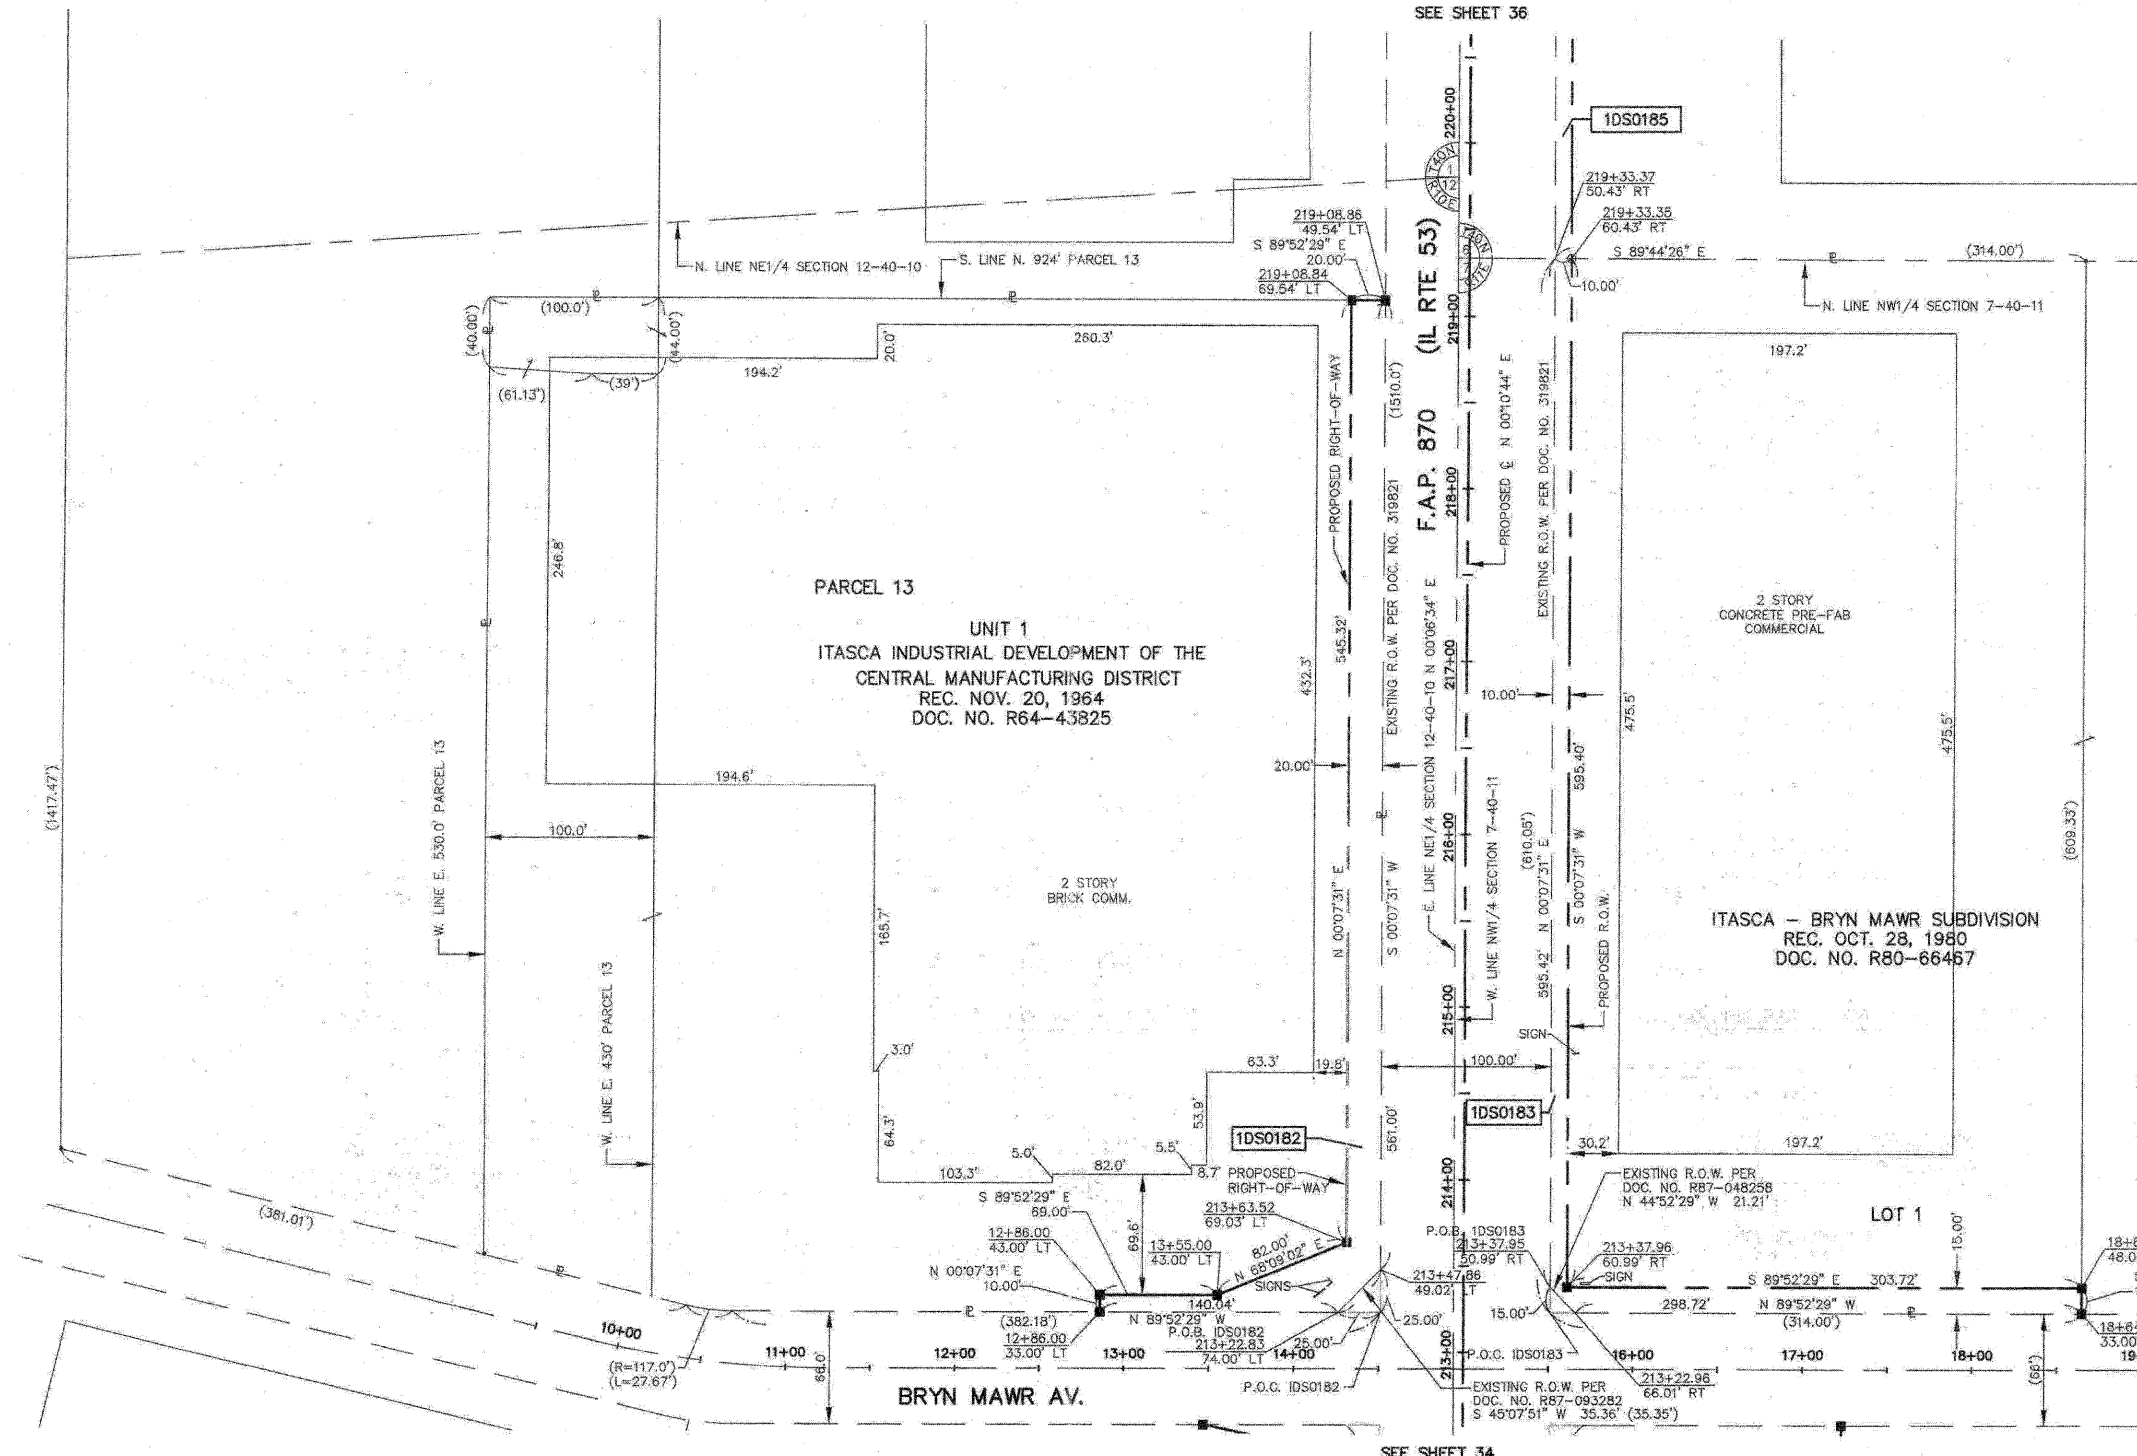 SEE SHEET 36
1DS0185
220+00
T40N
1
12
R10E
219+33.37
50.43' RT
219+33.35
60.43' RT
219+08.86
49.54' LT
S 89°52'29" E
20.00'
219+08.84
69.54' LT
S 89°44'26" E
(314.00')
10.00'
N. LINE NE1/4 SECTION 12-40-10
S. LINE N. 924' PARCEL 13
N. LINE NW1/4 SECTION 7-40-11
(100.0')
(40.00')
(44.00')
(61.13')
(39')
194.2'
20.0'
260.3'
197.2'
(IL RTE 53)
F.A.P. 870
219+00
218+00
217+00
216+00
215+00
214+00
213+00
PROPOSED RIGHT-OF-WAY
(1510.0')
EXISTING R.O.W. PER DOC. NO. 319821
PROPOSED ℄ N 00°10'44" E
EXISTING R.O.W. PER DOC. NO. 319821
246.8'
PARCEL 13
UNIT 1
ITASCA INDUSTRIAL DEVELOPMENT OF THE
CENTRAL MANUFACTURING DISTRICT
REC. NOV. 20, 1964
DOC. NO. R64-43825
2 STORY
CONCRETE PRE-FAB
COMMERCIAL
545.32'
432.3'
E. LINE NE1/4 SECTION 12-40-10 N 00°06'34" E
W. LINE NW1/4 SECTION 7-40-11
10.00'
475.5'
475.5'
595.40'
S 00°07'31" W
(610.05')
595.42' N 00°07'31" E
PROPOSED R.O.W.
20.00'
N 00°07'31" E
S 00°07'31" W
(1417.47')
W. LINE E. 530.0' PARCEL 13
100.0'
194.6'
W. LINE E. 430' PARCEL 13
165.7'
2 STORY
BRICK COMM.
(609.33')
ITASCA - BRYN MAWR SUBDIVISION
REC. OCT. 28, 1980
DOC. NO. R80-66467
SIGN
3.0'
63.3'
19.8'
100.00'
64.3'
53.9'
1DS0182
561.00'
1DS0183
30.2'
197.2'
5.0'
5.5'
103.3'
82.0'
8.7'
PROPOSED
RIGHT-OF-WAY
S 89°52'29" E
69.00'
69.6'
EXISTING R.O.W. PER
DOC. NO. R87-048258
N 44°52'29" W 21.21'
LOT 1
15.00'
(381.01')
12+86.00
43.00' LT
13+55.00
43.00' LT
213+63.52
69.03' LT
82.00'
N 68°09'02" E
P.O.B. 1DS0183
213+37.95
50.99' RT
213+37.96
60.99' RT
SIGN
N 00°07'31" E
10.00'
SIGNS
213+47.86
49.02' LT
S 89°52'29" E 303.72'
18+6
48.0
140.04'
(382.18')
N 89°52'29" W
P.O.B. IDS0182
12+86.00
33.00' LT
213+22.83
74.00' LT
25.00'
25.00'
15.00'
298.72'
N 89°52'29" W
(314.00')
18+64
33.00
10+00
11+00
12+00
13+00
14+00
16+00
17+00
18+00
19
(R=117.0')
(L=27.67')
66.0'
(66')
P.O.C. IDS0183
213+22.96
66.01' RT
BRYN MAWR AV.
P.O.C. IDS0182
EXISTING R.O.W. PER
DOC. NO. R87-093282
S 45°07'51" W 35.36' (35.35')
SEE SHEET 34